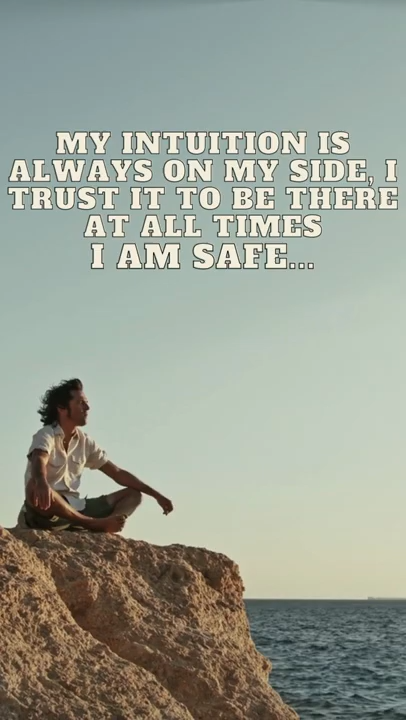 MY INTUITION IS
ALWAYS ON MY SIDE, I
TRUST IT TO BE THERE
AT ALL TIMES
I AM SAFE...